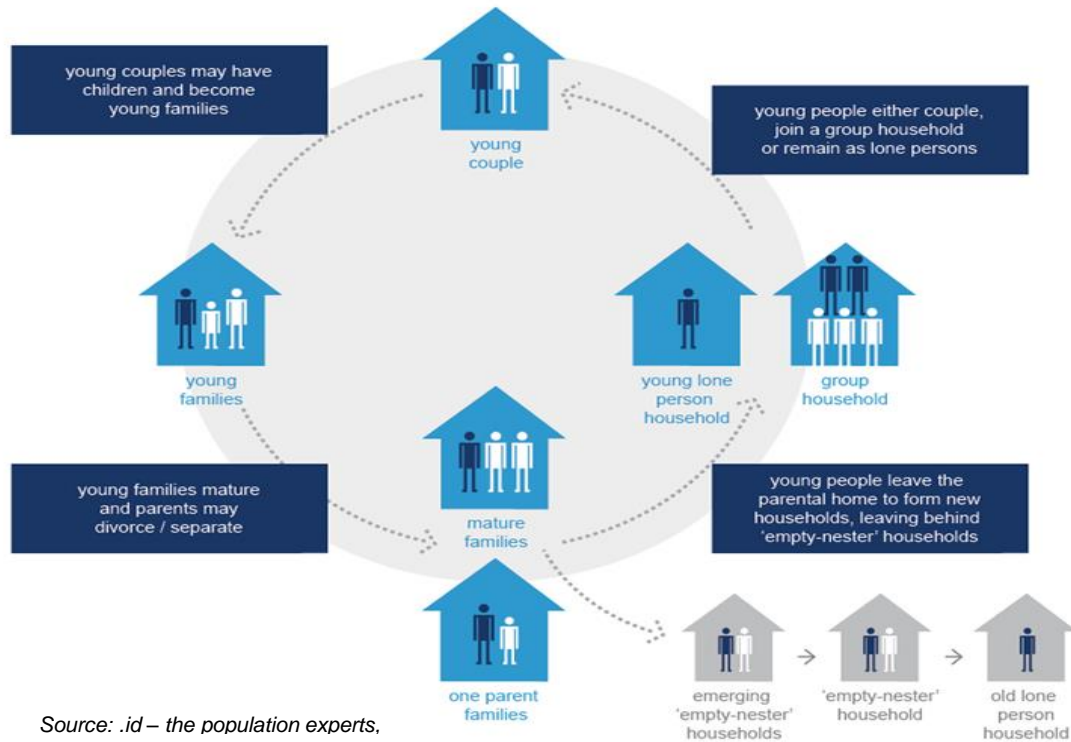 young couples may have
children and become
young families
young
couple
young people either couple,
join a group household
or remain as lone persons
young
families
young lone
person
household
group
household
young families mature
and parents may
divorce / separate
mature
families
young people leave the
parental home to form new
households, leaving behind
'empty-nester' households
one parent
families
emerging
'empty-nester'
households
'empty-nester'
household
old lone
person
household
Source: .id – the population experts,